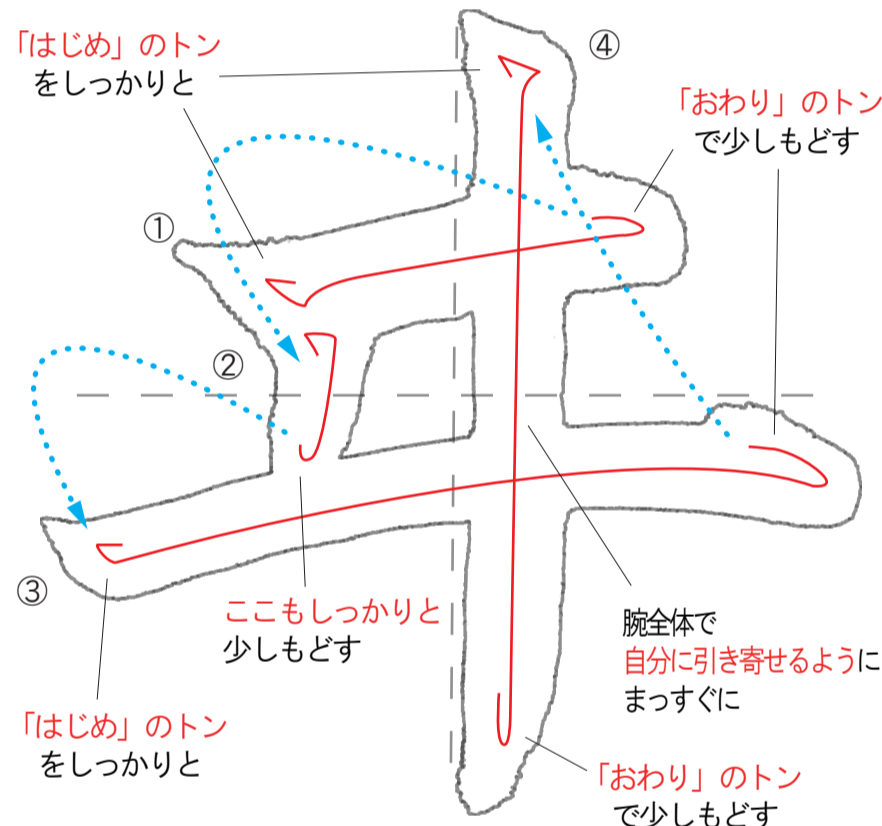 「はじめ」のトン
をしっかりと
④
「おわり」のトン
で少しもどす
①
②
③
ここもしっかりと
少しもどす
腕全体で
自分に引き寄せるように
まっすぐに
「はじめ」のトン
をしっかりと
「おわり」のトン
で少しもどす